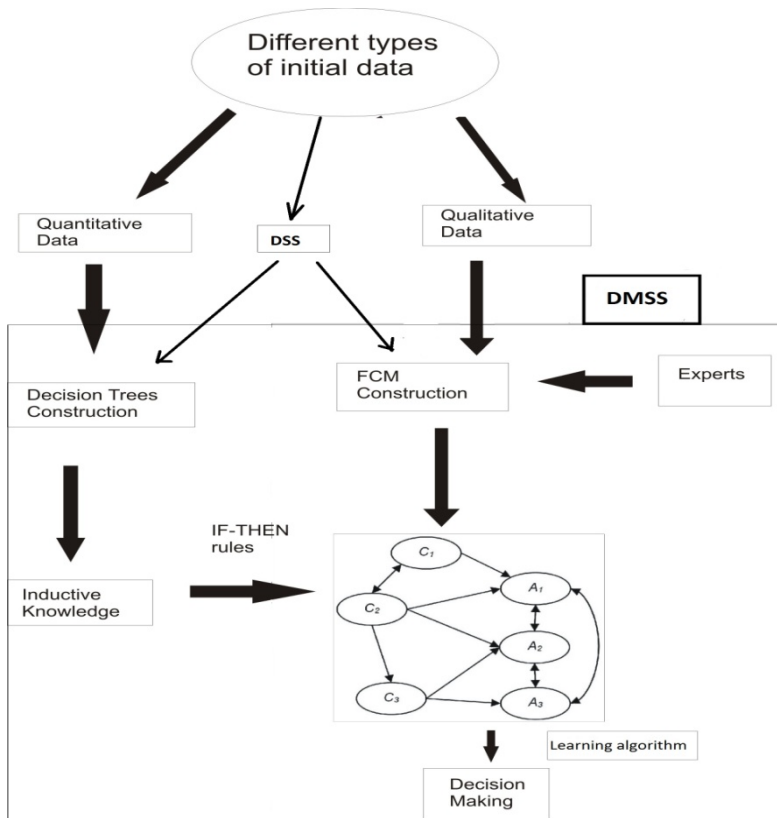 Different types
of initial data
Quantitative
Data
DSS
Qualitative
Data
DMSS
Decision Trees
Construction
FCM
Construction
Experts
IF-THEN
rules
Inductive
Knowledge
C1
A1
C2
A2
C3
A3
Learning algorithm
Decision
Making